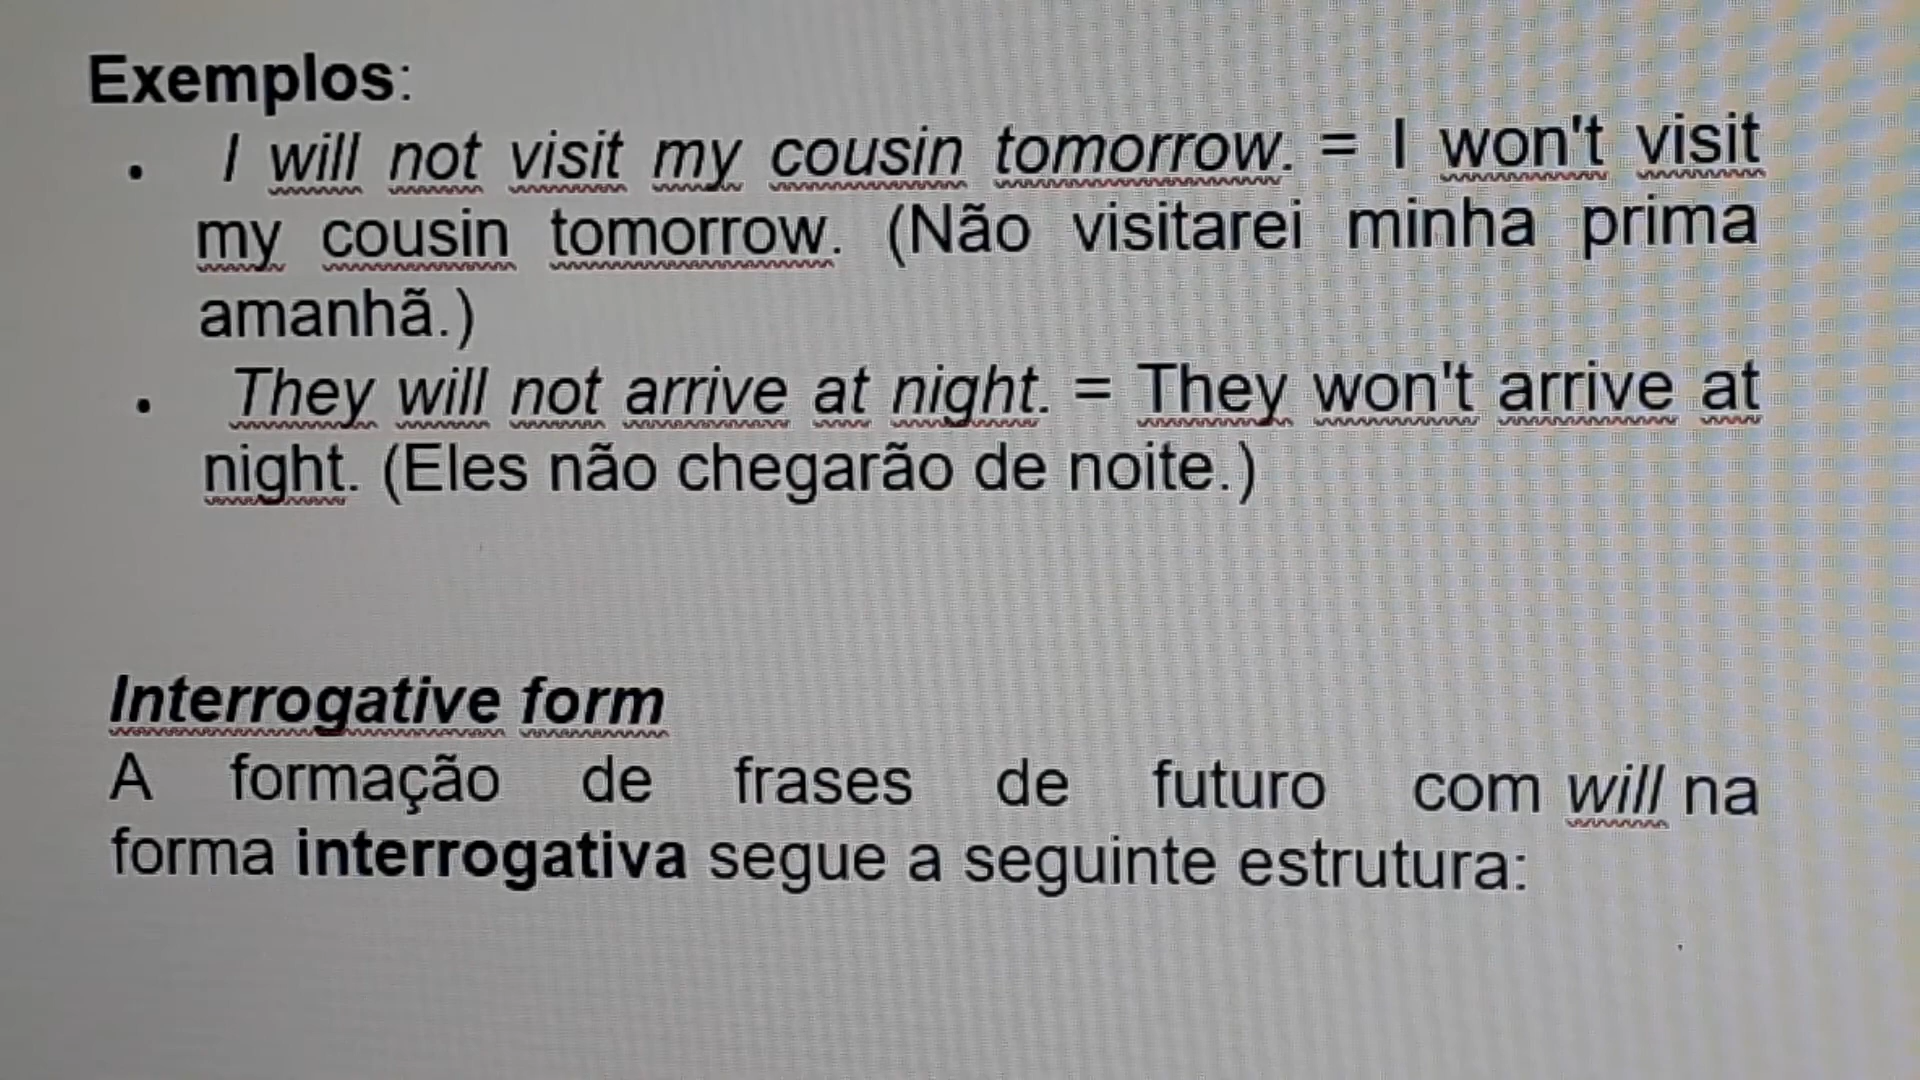 Exemplos:
• I will not visit my cousin tomorrow. = I won't visit
my cousin tomorrow. (Não visitarei minha prima
amanhã.)
• They will not arrive at night. = They won't arrive at
night. (Eles não chegarão de noite.)
Interrogative form
A formação de frases de futuro com will na
forma interrogativa segue a seguinte estrutura: